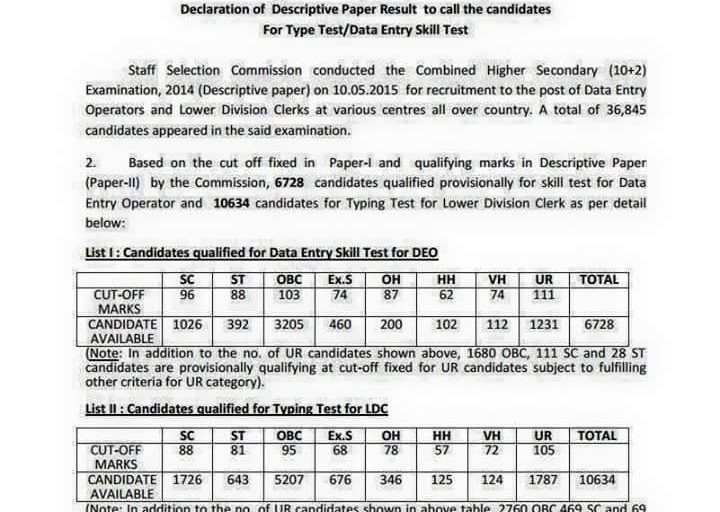 Declaration of Descriptive Paper Result to call the candidates
For Type Test/Data Entry Skill Test
Staff Selection Commission conducted the Combined Higher Secondary (10+2)
Examination, 2014 (Descriptive paper) on 10.05.2015 for recruitment to the post of Data Entry
Operators and Lower Division Clerks at various centres all over country. A total of 36,845
candidates appeared in the said examination.
2. Based on the cut off fixed in Paper-I and qualifying marks in Descriptive Paper
(Paper-II) by the Commission, 6728 candidates qualified provisionally for skill test for Data
Entry Operator and 10634 candidates for Typing Test for Lower Division Clerk as per detail
below:
List I : Candidates qualified for Data Entry Skill Test for DEO
SC ST OBC Ex.S OH HH VH UR TOTAL
CUT-OFF 96 88 103 74 87 62 74 111
MARKS
CANDIDATE 1026 392 3205 460 200 102 112 1231 6728
AVAILABLE
(Note: In addition to the no. of UR candidates shown above, 1680 OBC, 111 SC and 28 ST
candidates are provisionally qualifying at cut-off fixed for UR candidates subject to fulfilling
other criteria for UR category).
List II : Candidates qualified for Typing Test for LDC
SC ST OBC Ex.S OH HH VH UR TOTAL
CUT-OFF 88 81 95 68 78 57 72 105
MARKS
CANDIDATE 1726 643 5207 676 346 125 124 1787 10634
AVAILABLE
(Note: In addition to the no. of UR candidates shown in above table, 2760 OBC,469 SC and 69